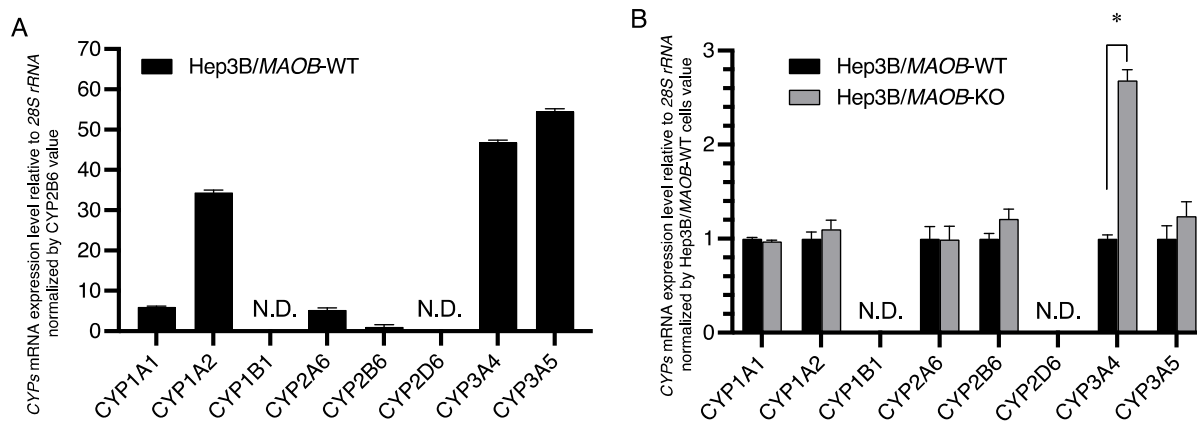 A
CYPs mRNA expression level relative to 28S rRNA
normalized by CYP2B6 value
70
60
50
40
30
20
10
0
Hep3B/MAOB-WT
N.D.
N.D.
CYP1A1
CYP1A2
CYP1B1
CYP2A6
CYP2B6
CYP2D6
CYP3A4
CYP3A5
B
CYPs mRNA expression level relative to 28S rRNA
normalized by Hep3B/MAOB-WT cells value
3
2
1
0
Hep3B/MAOB-WT
Hep3B/MAOB-KO
*
N.D.
N.D.
CYP1A1
CYP1A2
CYP1B1
CYP2A6
CYP2B6
CYP2D6
CYP3A4
CYP3A5